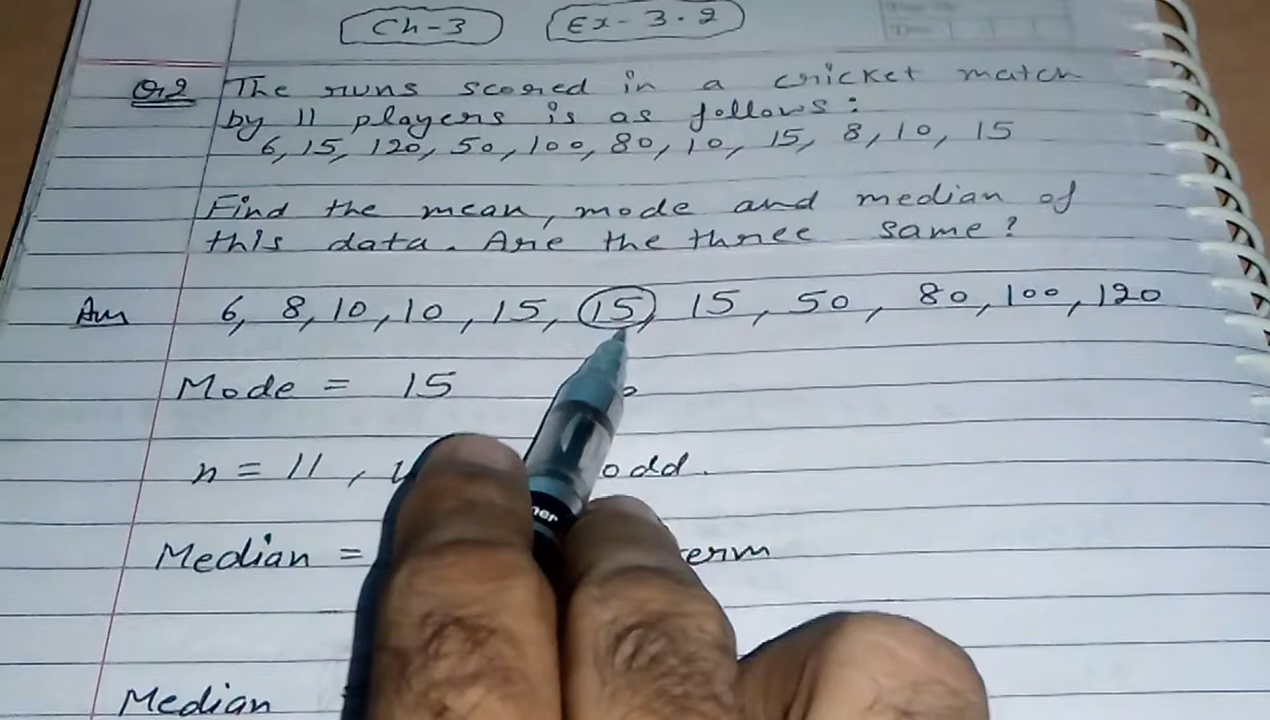 Ch-3 Ex-3.2
Q.2 The runs scored in a cricket match
by 11 players is as follows:
6, 15, 120, 50, 100, 80, 10, 15, 8, 10, 15
Find the mean, mode and median of
this data. Are the three same?
Ans 6, 8, 10, 10, 15, 15, 15, 50, 80, 100, 120
Mode = 15
n = 11, odd.
Median = erm
Median